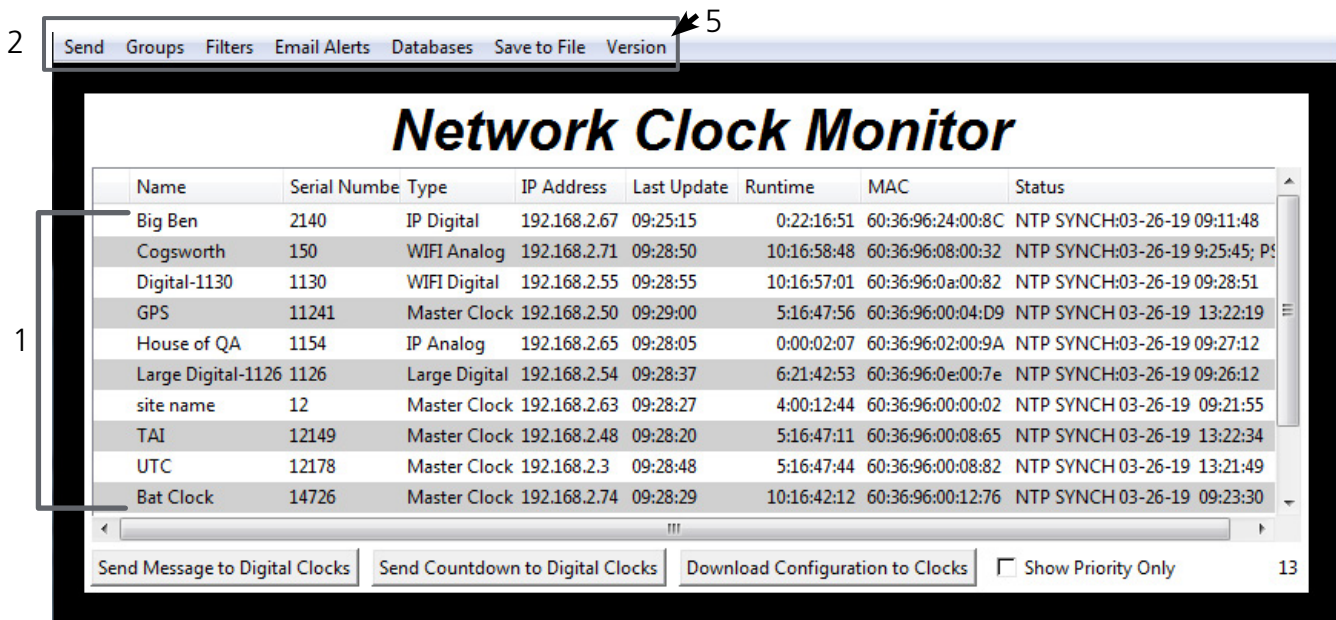 5
2
Send Groups Filters Email Alerts Databases Save to File Version
Network Clock Monitor
Name Serial Numbe Type IP Address Last Update Runtime MAC Status
Big Ben 2140 IP Digital 192.168.2.67 09:25:15 0:22:16:51 60:36:96:24:00:8C NTP SYNCH:03-26-19 09:11:48
Cogsworth 150 WIFI Analog 192.168.2.71 09:28:50 10:16:58:48 60:36:96:08:00:32 NTP SYNCH:03-26-19 9:25:45; PS
Digital-1130 1130 WIFI Digital 192.168.2.55 09:28:55 10:16:57:01 60:36:96:0a:00:82 NTP SYNCH:03-26-19 09:28:51
GPS 11241 Master Clock 192.168.2.50 09:29:00 5:16:47:56 60:36:96:00:04:D9 NTP SYNCH 03-26-19 13:22:19
1
House of QA 1154 IP Analog 192.168.2.65 09:28:05 0:00:02:07 60:36:96:02:00:9A NTP SYNCH:03-26-19 09:27:12
Large Digital-1126 1126 Large Digital 192.168.2.54 09:28:37 6:21:42:53 60:36:96:0e:00:7e NTP SYNCH:03-26-19 09:26:12
site name 12 Master Clock 192.168.2.63 09:28:27 4:00:12:44 60:36:96:00:00:02 NTP SYNCH 03-26-19 09:21:55
TAI 12149 Master Clock 192.168.2.48 09:28:20 5:16:47:11 60:36:96:00:08:65 NTP SYNCH 03-26-19 13:22:34
UTC 12178 Master Clock 192.168.2.3 09:28:48 5:16:47:44 60:36:96:00:08:82 NTP SYNCH 03-26-19 13:21:49
Bat Clock 14726 Master Clock 192.168.2.74 09:28:29 10:16:42:12 60:36:96:00:12:76 NTP SYNCH 03-26-19 09:23:30
Send Message to Digital Clocks Send Countdown to Digital Clocks Download Configuration to Clocks Show Priority Only 13